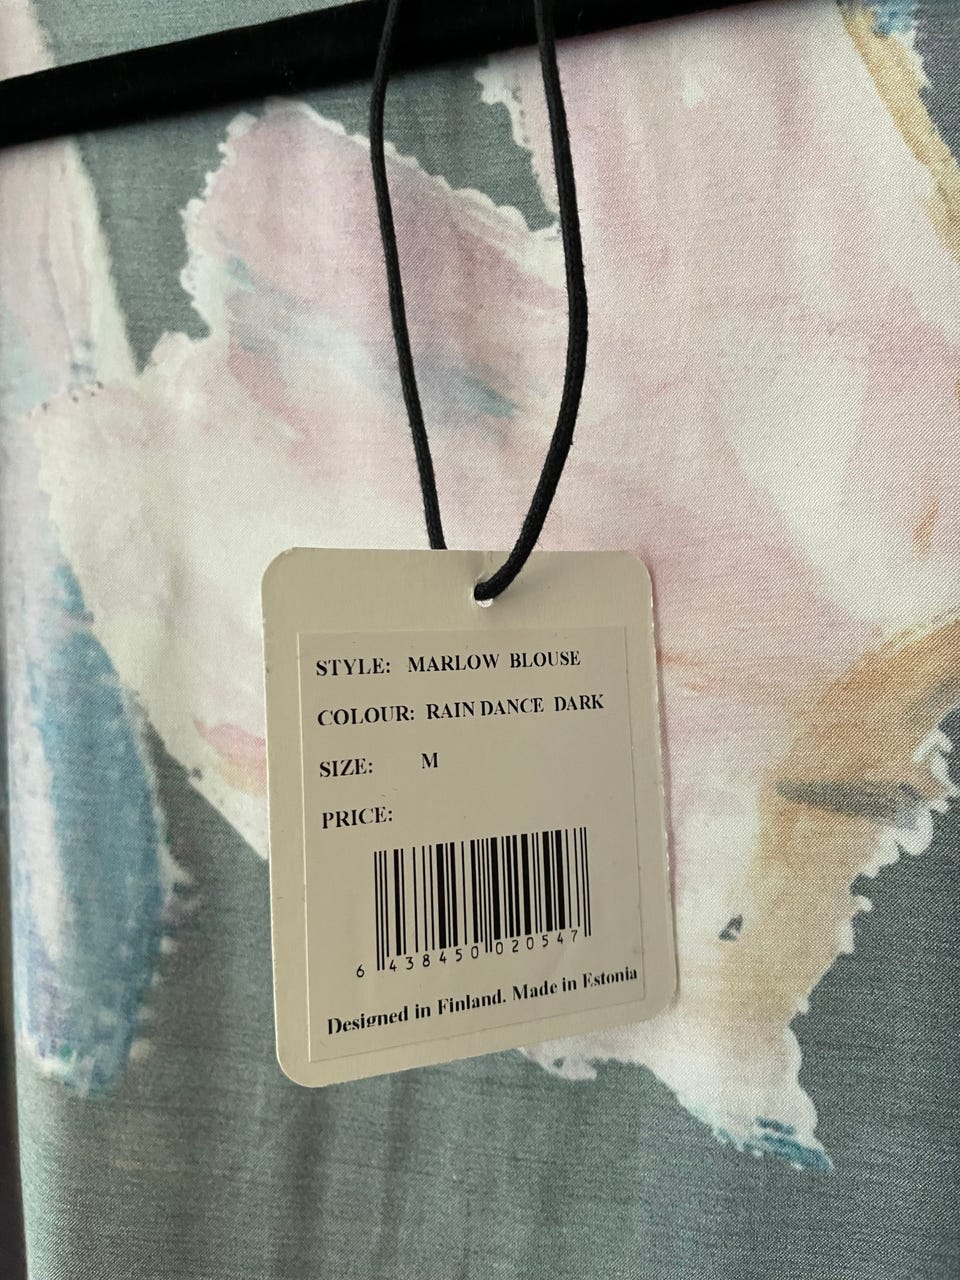 STYLE: MARLOW BLOUSE
COLOUR: RAIN DANCE DARK
SIZE: M
PRICE:
6 438450 020547
Designed in Finland. Made in Estonia